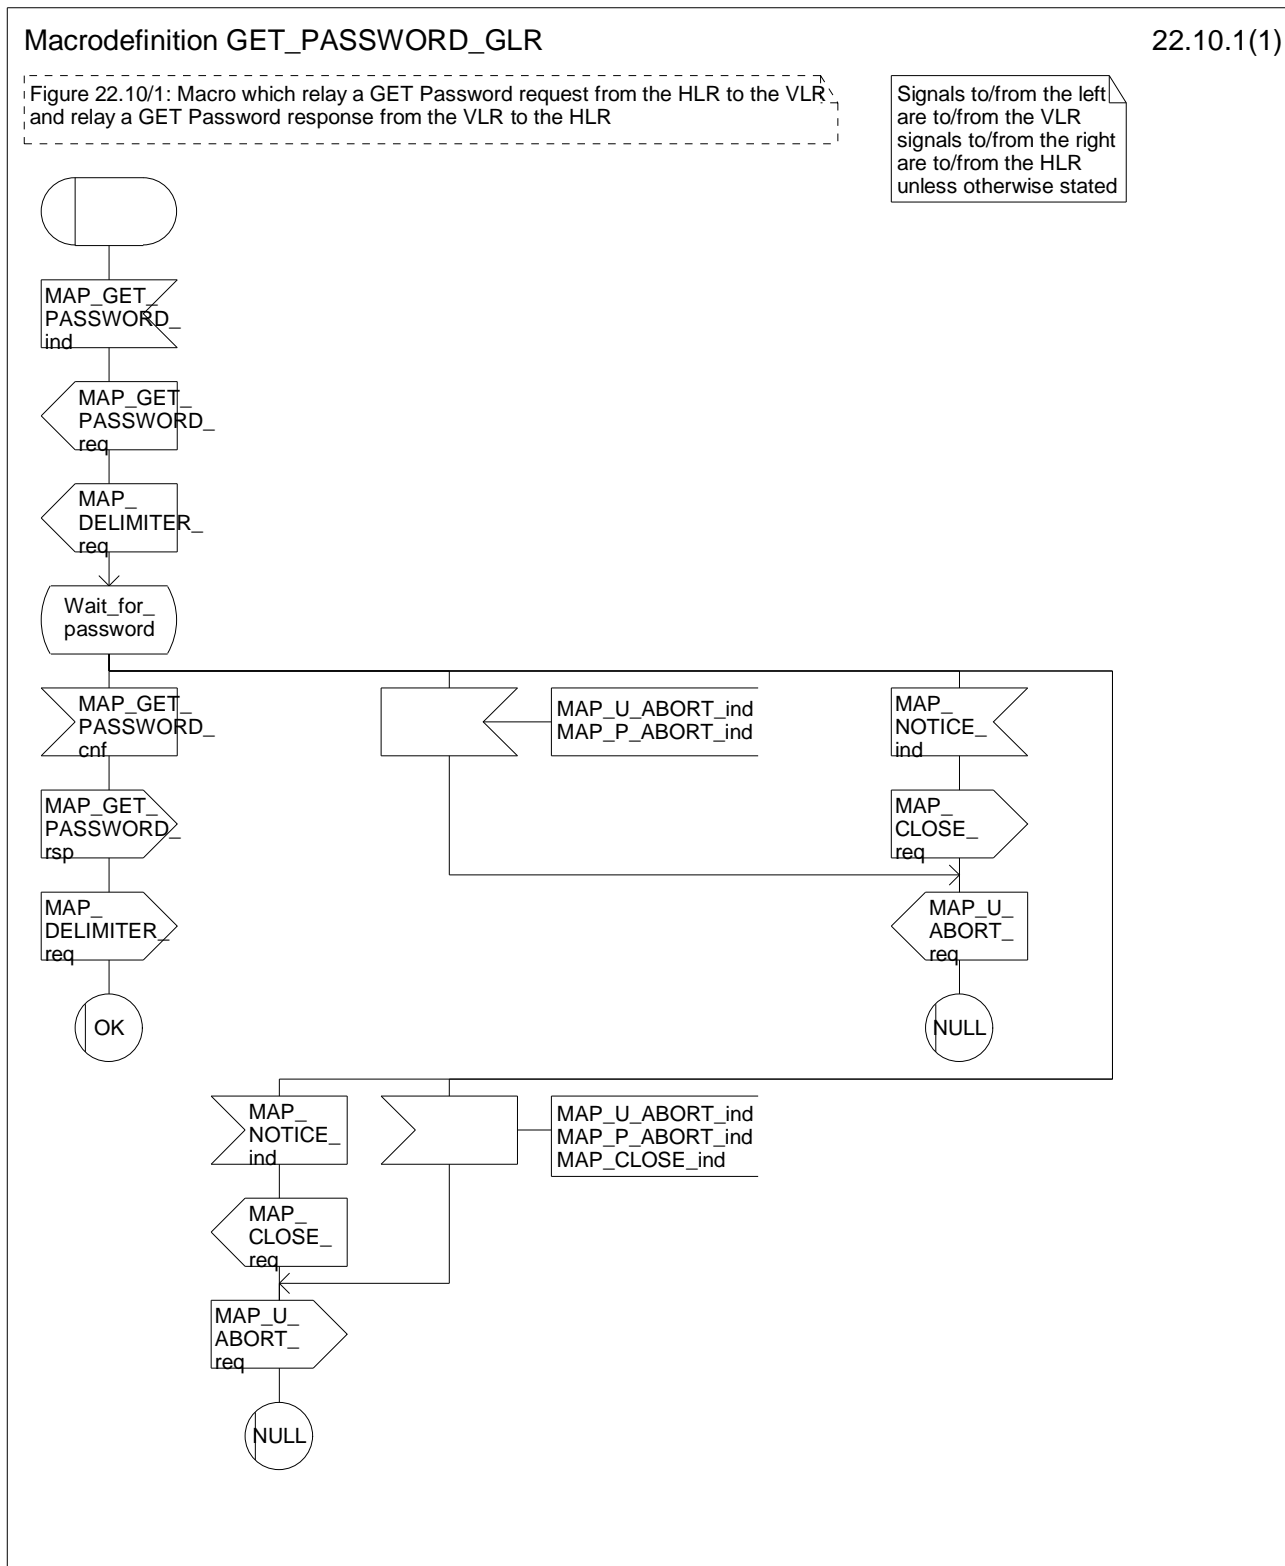 Macrodefinition GET_PASSWORD_GLR
22.10.1(1)
Figure 22.10/1: Macro which relay a GET Password request from the HLR to the VLR
and relay a GET Password response from the VLR to the HLR
Signals to/from the left
are to/from the VLR
signals to/from the right
are to/from the HLR
unless otherwise stated
MAP_GET_
PASSWORD_
ind
MAP_GET_
PASSWORD_
req
MAP_
DELIMITER_
req
Wait_for_
password
MAP_GET_
PASSWORD_
cnf
MAP_U_ABORT_ind
MAP_P_ABORT_ind
MAP_
NOTICE_
ind
MAP_GET_
PASSWORD_
rsp
MAP_
CLOSE_
req
MAP_
DELIMITER_
req
MAP_U_
ABORT_
req
OK
NULL
MAP_
NOTICE_
ind
MAP_U_ABORT_ind
MAP_P_ABORT_ind
MAP_CLOSE_ind
MAP_
CLOSE_
req
MAP_U_
ABORT_
req
NULL